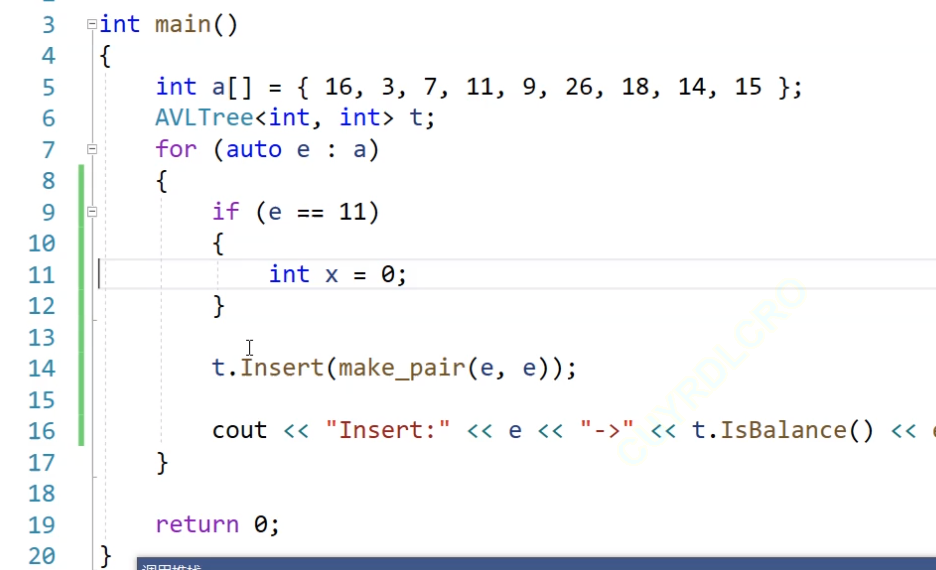 3 int main()
4 {
5 int a[] = { 16, 3, 7, 11, 9, 26, 18, 14, 15 };
6 AVLTree<int, int> t;
7 for (auto e : a)
8 {
9 if (e == 11)
10 {
11 int x = 0;
12 }
13
14 t.Insert(make_pair(e, e));
15
16 cout << "Insert:" << e << "->" << t.IsBalance() <<
17 }
18
19 return 0;
20 }